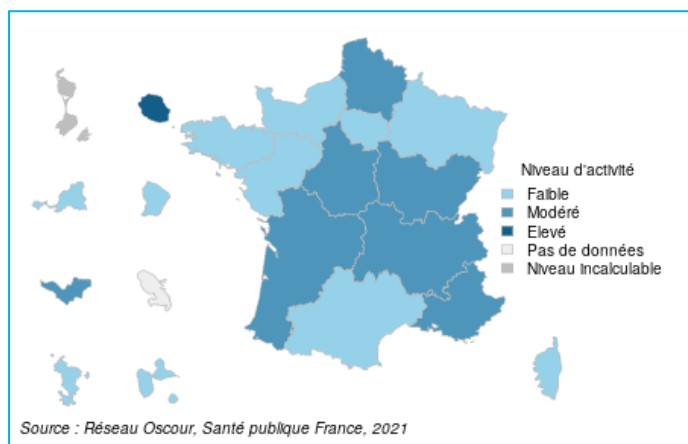 Niveau d'activité
Faible
Modéré
Elevé
Pas de données
Niveau incalculable
Source : Réseau Oscour, Santé publique France, 2021